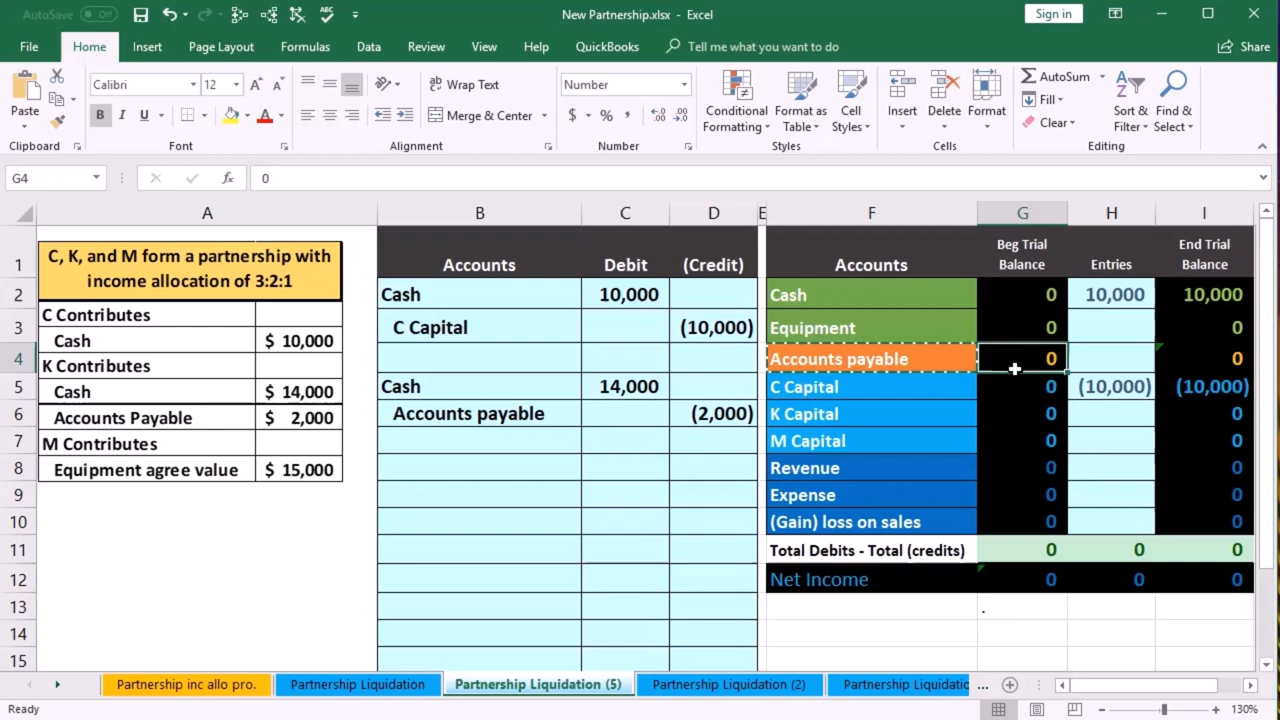 AutoSave Off
New Partnership.xlsx - Excel
Sign in
File Home Insert Page Layout Formulas Data Review View Help QuickBooks Tell me what you want to do Share
Paste Calibri 12 Wrap Text Number Conditional Formatting Format as Table Cell Styles Insert Delete Format AutoSum Sort & Filter Find & Select
B I U A Merge & Center $ % , Fill Clear
Clipboard Font Alignment Number Styles Cells Editing
G4 fx 0
A B C D E F G H I
1 C, K, and M form a partnership with
income allocation of 3:2:1
Accounts Debit (Credit) Accounts Beg Trial Balance Entries End Trial Balance
2 C Contributes Cash 10,000 Cash 0 10,000 10,000
3 Cash $ 10,000 C Capital (10,000) Equipment 0 0
4 K Contributes Accounts payable 0 0
5 Cash $ 14,000 Cash 14,000 C Capital 0 (10,000) (10,000)
6 Accounts Payable $ 2,000 Accounts payable (2,000) K Capital 0 0
7 M Contributes M Capital 0 0
8 Equipment agree value $ 15,000 Revenue 0 0
9 Expense 0 0
10 (Gain) loss on sales 0 0
11 Total Debits - Total (credits) 0 0 0
12 Net Income 0 0 0
13 .
14
15
Partnership inc allo pro. Partnership Liquidation Partnership Liquidation (5) Partnership Liquidation (2) Partnership Liquidatic ...
Ready 130%